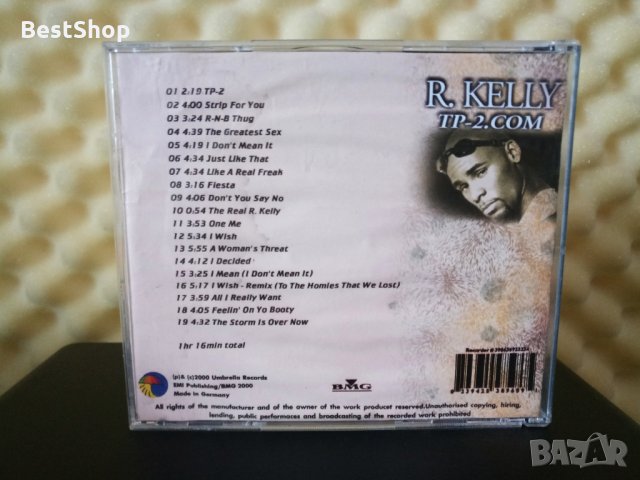 BestShop
R. KELLY
TP-2.COM
01 2:19 TP-2
02 4:00 Strip For You
03 3:24 R-N-B Thug
04 4:39 The Greatest Sex
05 4:19 I Don't Mean It
06 4:34 Just Like That
07 4:34 Like A Real Freak
08 3:16 Fiesta
09 4:06 Don't You Say No
10 0:54 The Real R. Kelly
11 3:53 One Me
12 5:34 I Wish
13 5:55 A Woman's Threat
14 4:12 I Decided
15 3:25 I Mean (I Don't Mean It)
16 5:17 I Wish - Remix (To The Homies That We Lost)
17 3:59 All I Really Want
18 4:05 Feelin' On Yo Booty
19 4:32 The Storm Is Over Now
1hr 16min total
(p)& (c)2000 Umbrella Records
EMI Publishing/BMG 2000
Made in Germany
BMG
All rights of the manufacturer and of the owner of the work producet reserved.Unauthorised copying, hiring,
lending, public performaces and broadcasting of the recorded work prohibited
BAZAR